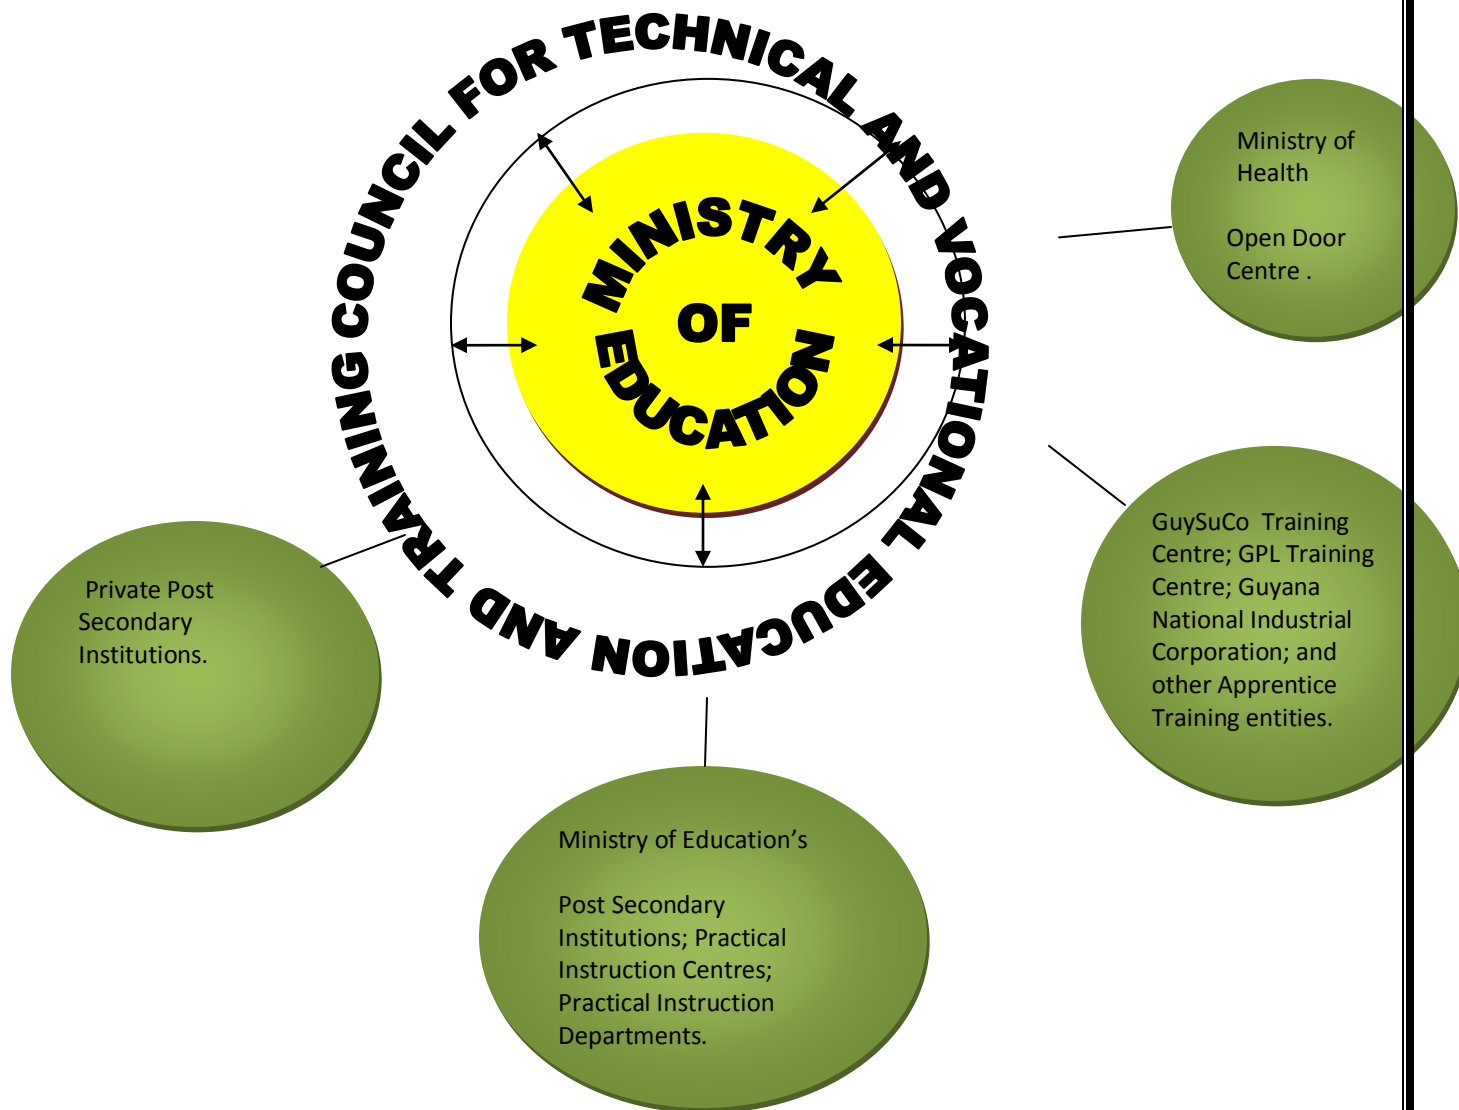 COUNCIL FOR TECHNICAL AND VOCATIONAL EDUCATION AND TRAINING
MINISTRY
OF
EDUCATION
Ministry of
Health
Open Door
Centre .
GuySuCo  Training
Centre; GPL Training
Centre; Guyana
National Industrial
Corporation; and
other Apprentice
Training entities.
Private Post
Secondary
Institutions.
Ministry of Education’s
Post Secondary
Institutions; Practical
Instruction Centres;
Practical Instruction
Departments.